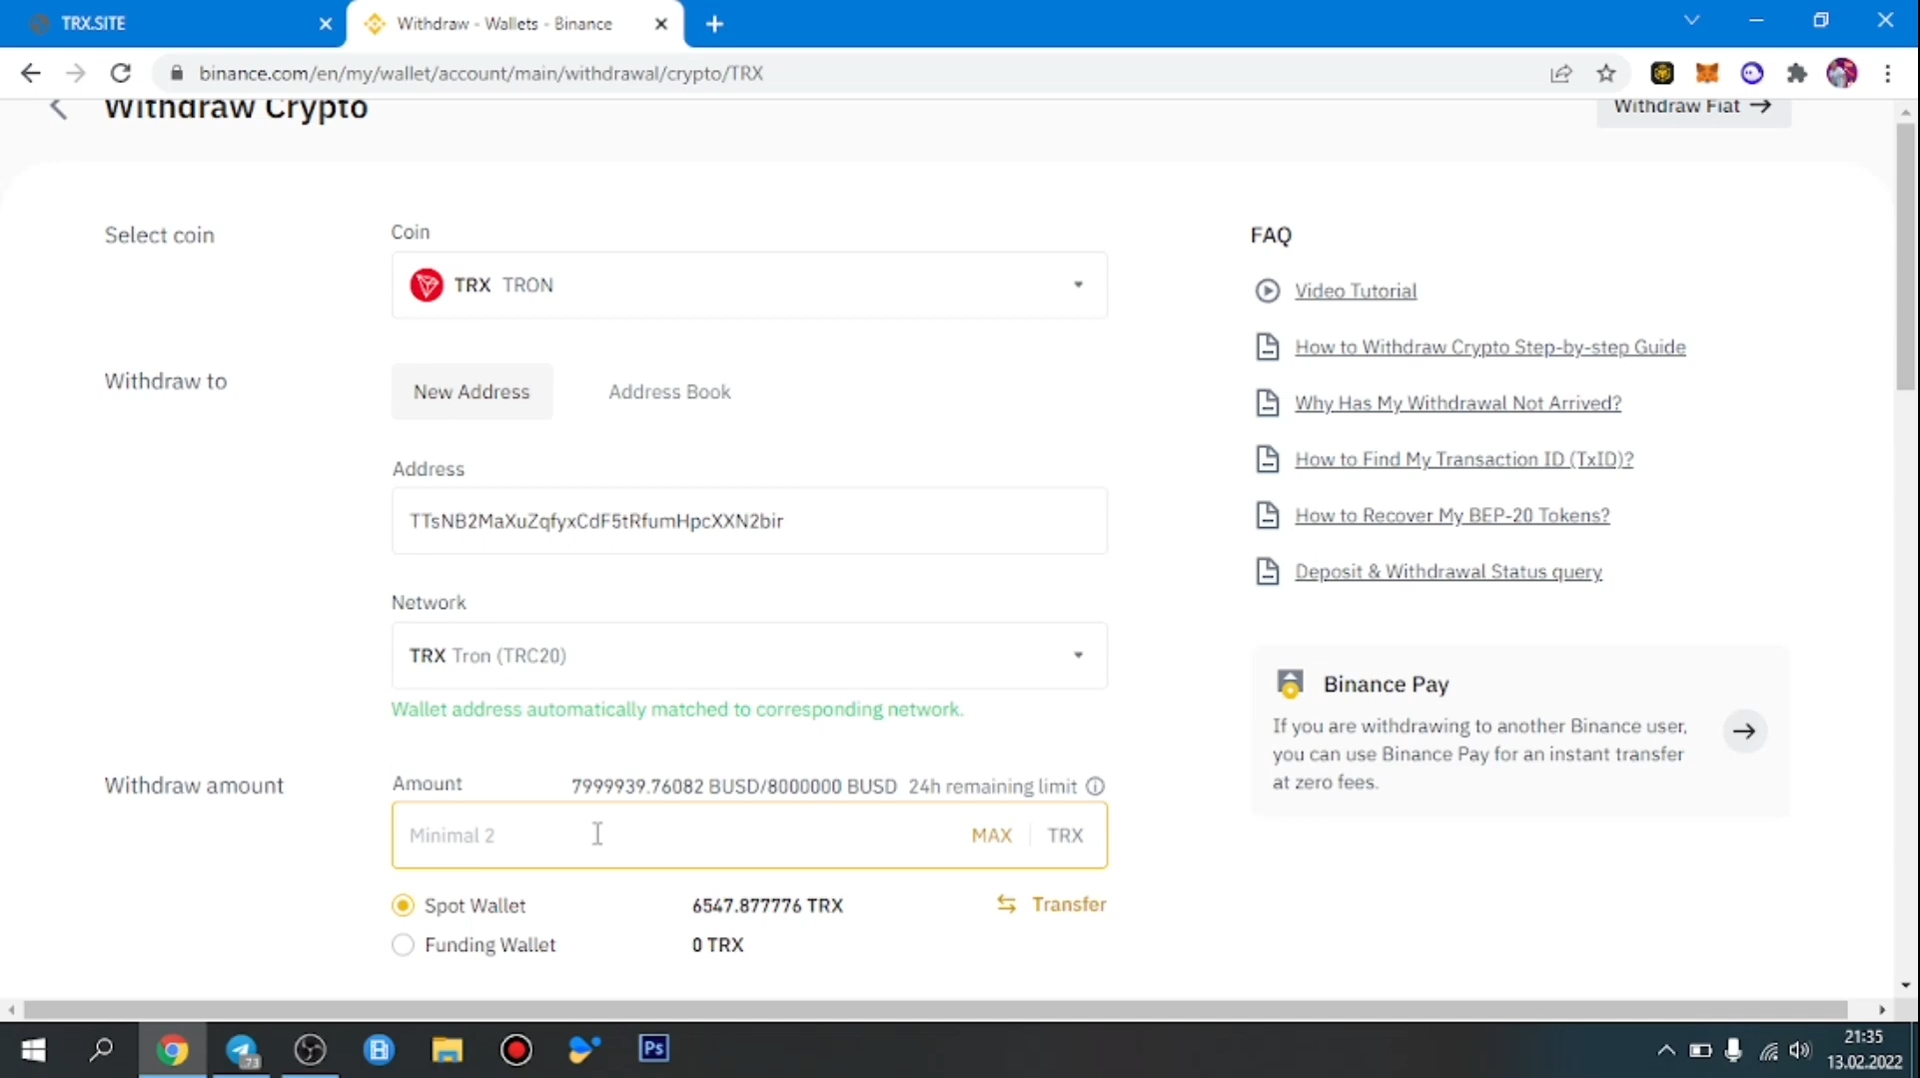 TRX.SITE
Withdraw - Wallets - Binance
binance.com/en/my/wallet/account/main/withdrawal/crypto/TRX
Withdraw Crypto
Withdraw Fiat
Select coin
Coin
TRX TRON
Withdraw to
New Address
Address Book
Address
TTsNB2MaXuZqfyxCdF5tRfumHpcXXN2bir
Network
TRX Tron (TRC20)
Wallet address automatically matched to corresponding network.
Withdraw amount
Amount
7999939.76082 BUSD/8000000 BUSD 24h remaining limit
Minimal 2
MAX
TRX
Spot Wallet
6547.877776 TRX
Transfer
Funding Wallet
0 TRX
FAQ
Video Tutorial
How to Withdraw Crypto Step-by-step Guide
Why Has My Withdrawal Not Arrived?
How to Find My Transaction ID (TxID)?
How to Recover My BEP-20 Tokens?
Deposit & Withdrawal Status query
Binance Pay
If you are withdrawing to another Binance user,
you can use Binance Pay for an instant transfer
at zero fees.
73
Ps
21:35
13.02.2022